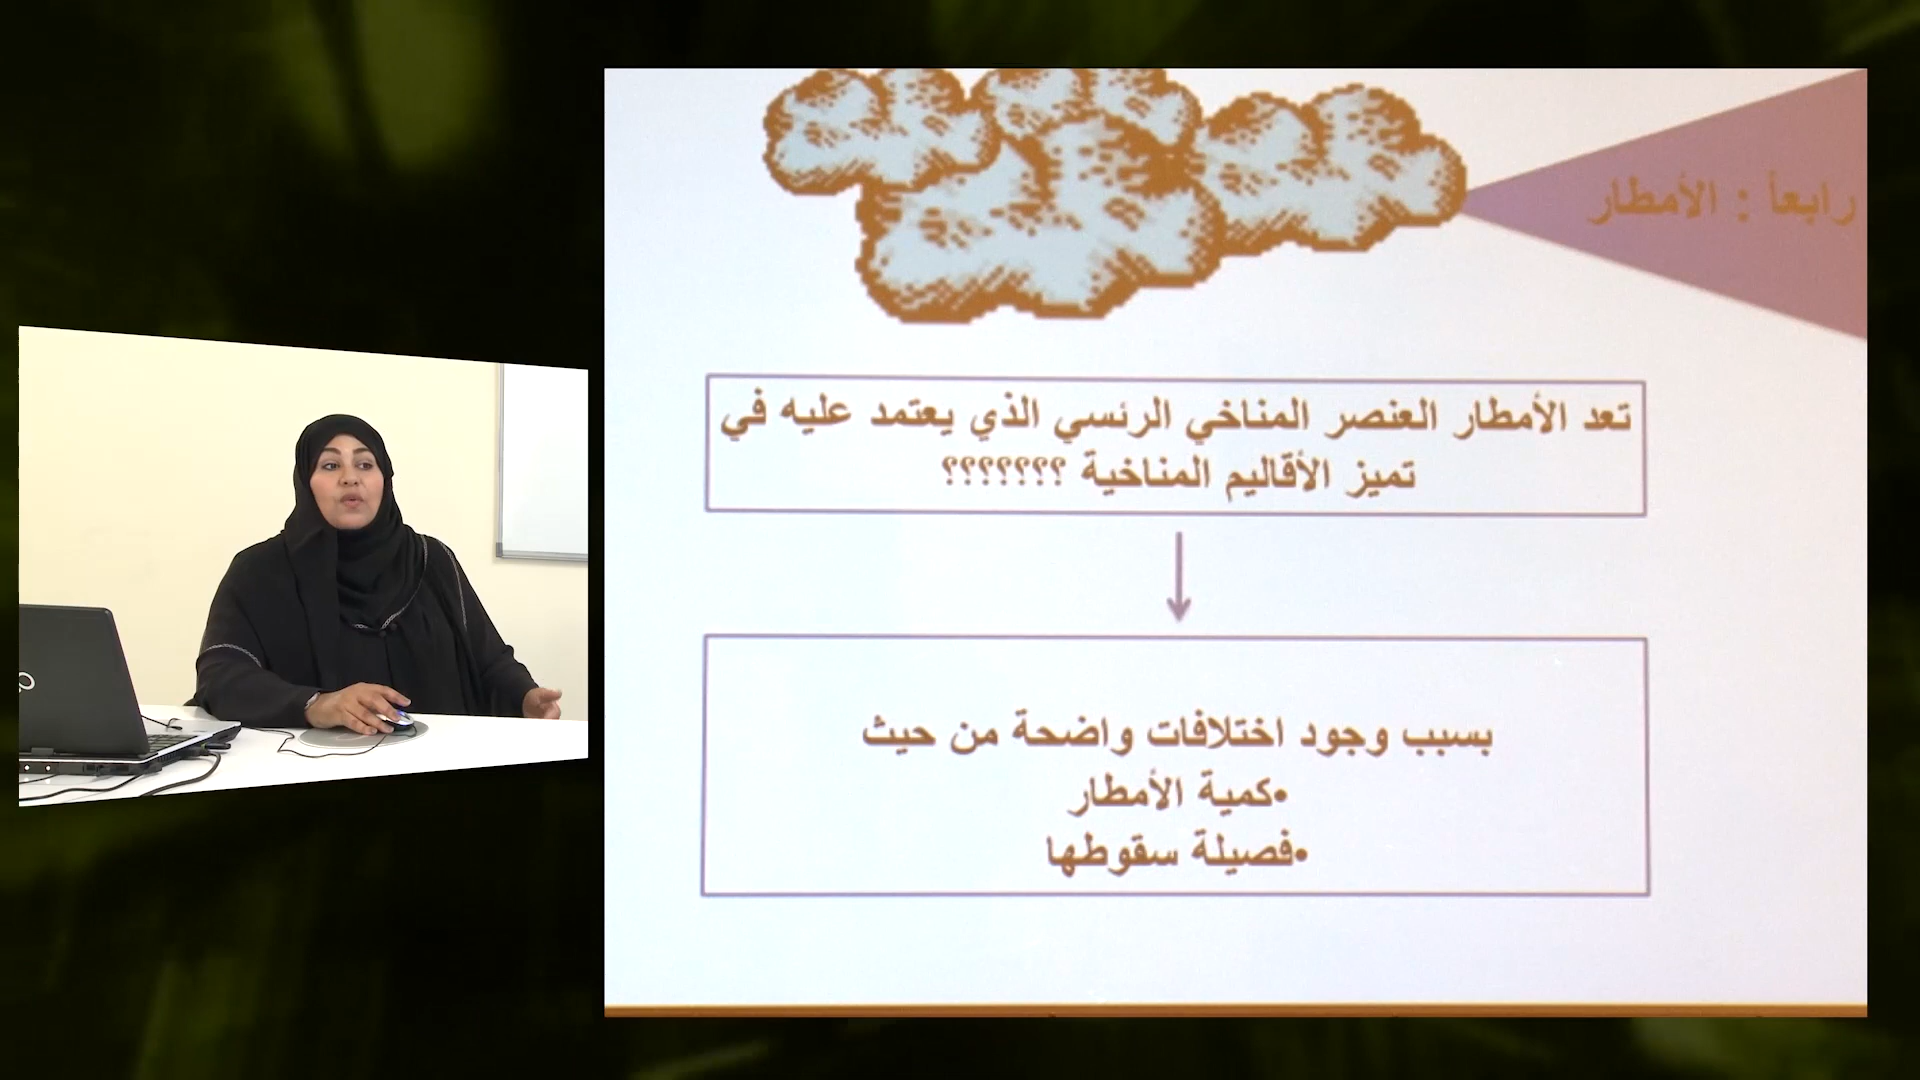 رابعاً : الأمطار
تعد الأمطار العنصر المناخي الرئسي الذي يعتمد عليه في
تميز الأقاليم المناخية ؟؟؟؟؟؟؟
بسبب وجود اختلافات واضحة من حيث
•كمية الأمطار
•فصيلة سقوطها